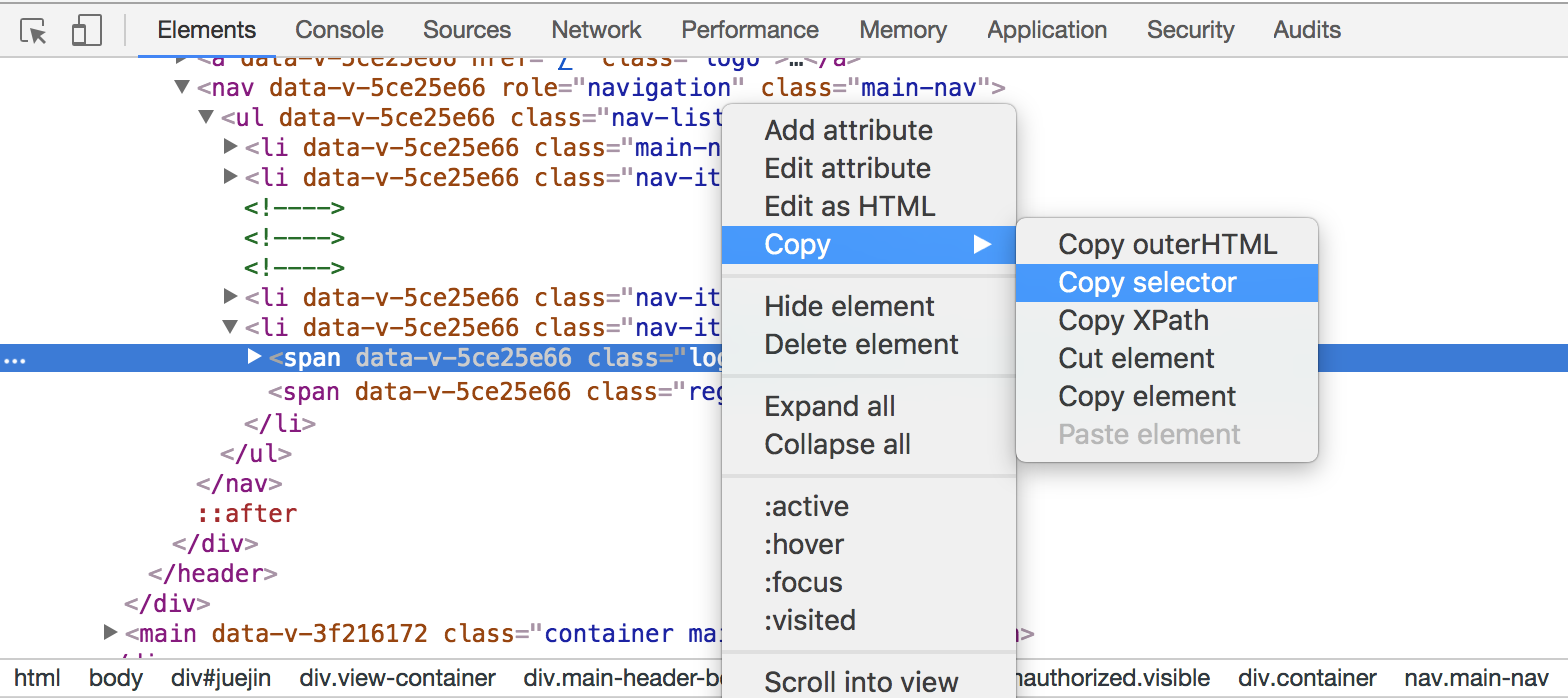 Elements Console Sources Network Performance Memory Application Security Audits
<a data-v-5ce25e66 href="/" class="logo">…</a>
▼<nav data-v-5ce25e66 role="navigation" class="main-nav">
▼<ul data-v-5ce25e66 class="nav-list
▶<li data-v-5ce25e66 class="main-n
▶<li data-v-5ce25e66 class="nav-it
<!---->
<!---->
<!---->
▶<li data-v-5ce25e66 class="nav-it
▼<li data-v-5ce25e66 class="nav-it
… ▶<span data-v-5ce25e66 class="log
<span data-v-5ce25e66 class="reg
</li>
</ul>
</nav>
::after
</div>
</header>
</div>
▶<main data-v-3f216172 class="container mai
>
html body div#juejin div.view-container div.main-header-bo
nauthorized.visible div.container nav.main-nav
Add attribute
Edit attribute
Edit as HTML
Copy ▶
Hide element
Delete element
Expand all
Collapse all
:active
:hover
:focus
:visited
Scroll into view
Copy outerHTML
Copy selector
Copy XPath
Cut element
Copy element
Paste element